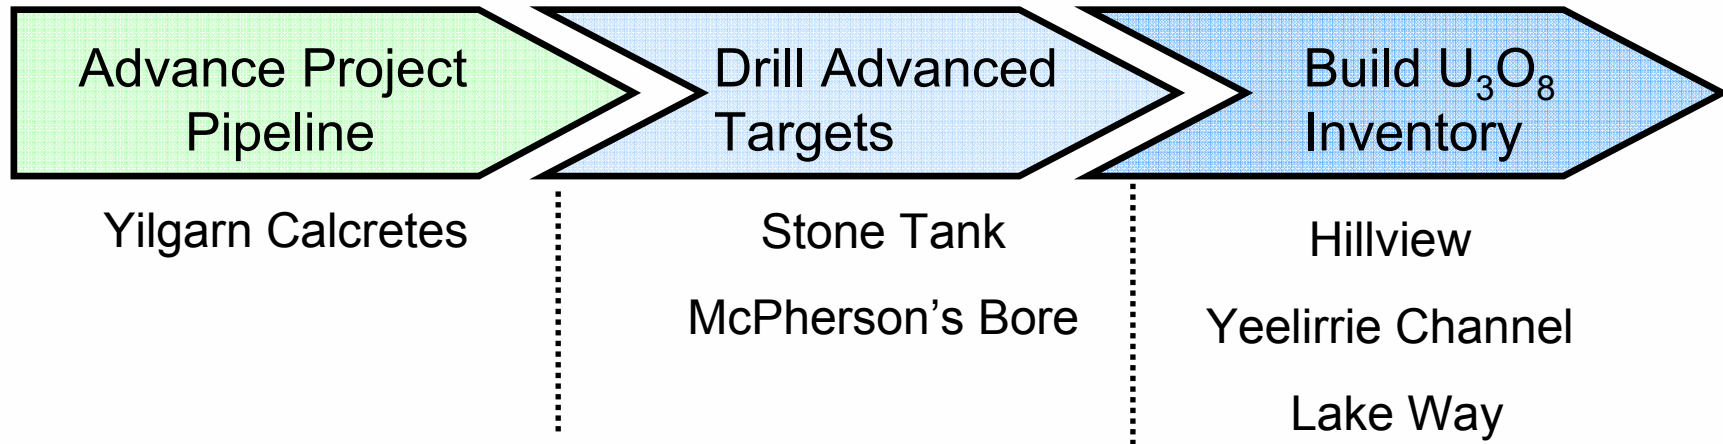 Advance Project
Pipeline
Drill Advanced
Targets
Build U₃O₈
Inventory
Yilgarn Calcretes
Stone Tank
McPherson’s Bore
Hillview
Yeelirrie Channel
Lake Way